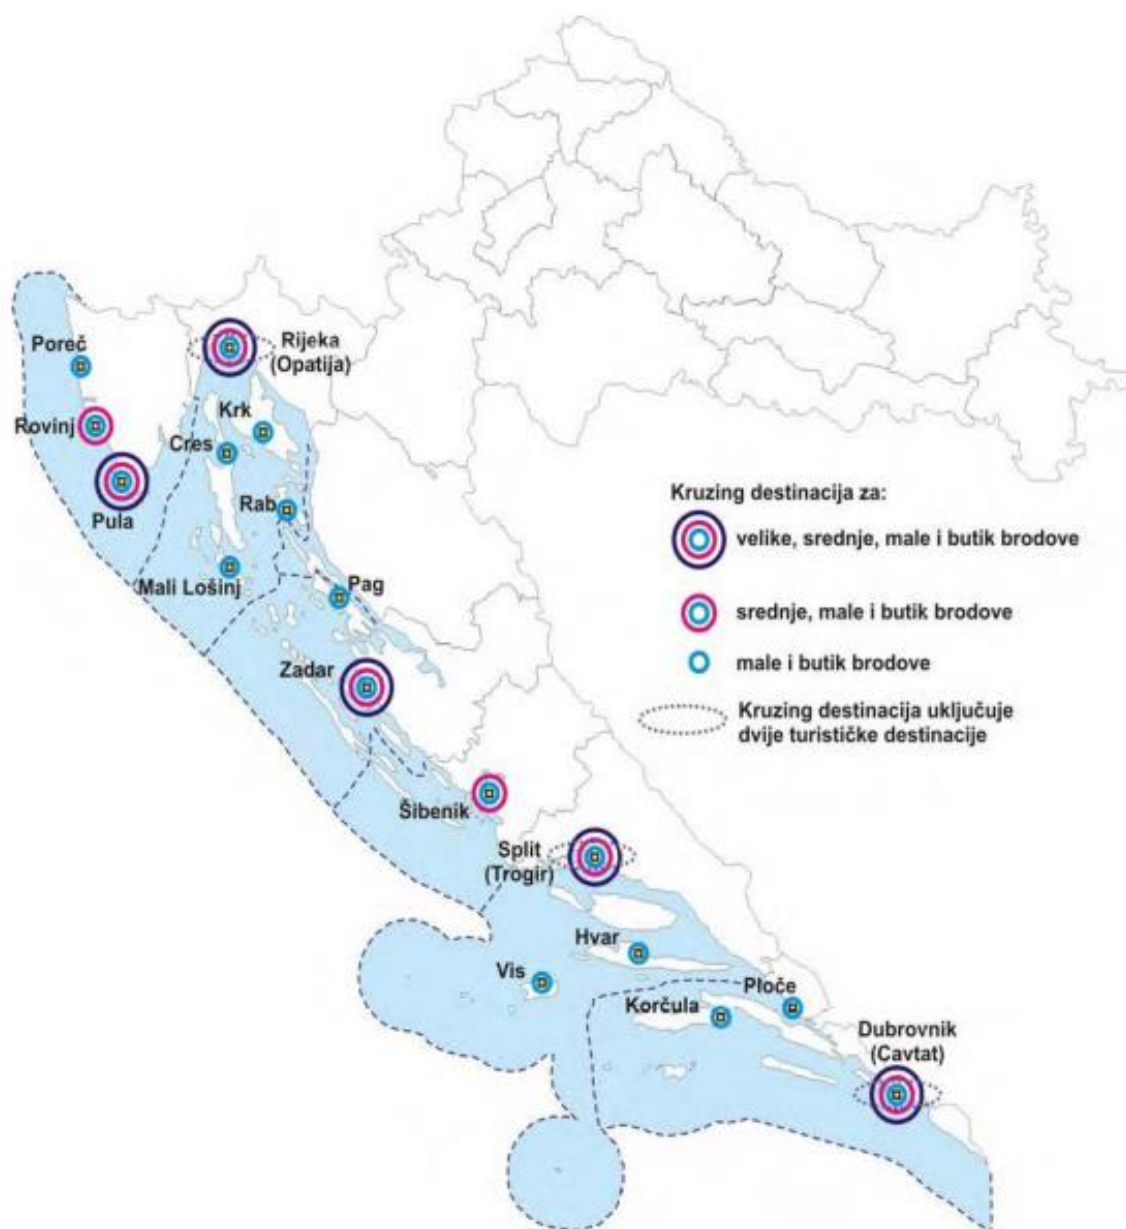 Poreč
Rijeka
(Opatija)
Krk
Rovinj
Cres
Pula
Rab
Mali Lošinj
Pag
Zadar
Šibenik
Split
(Trogir)
Hvar
Vis
Korčula
Ploče
Dubrovnik
(Cavtat)
Kruzing destinacija za:
velike, srednje, male i butik brodove
srednje, male i butik brodove
male i butik brodove
Kruzing destinacija uključuje
dvije turističke destinacije